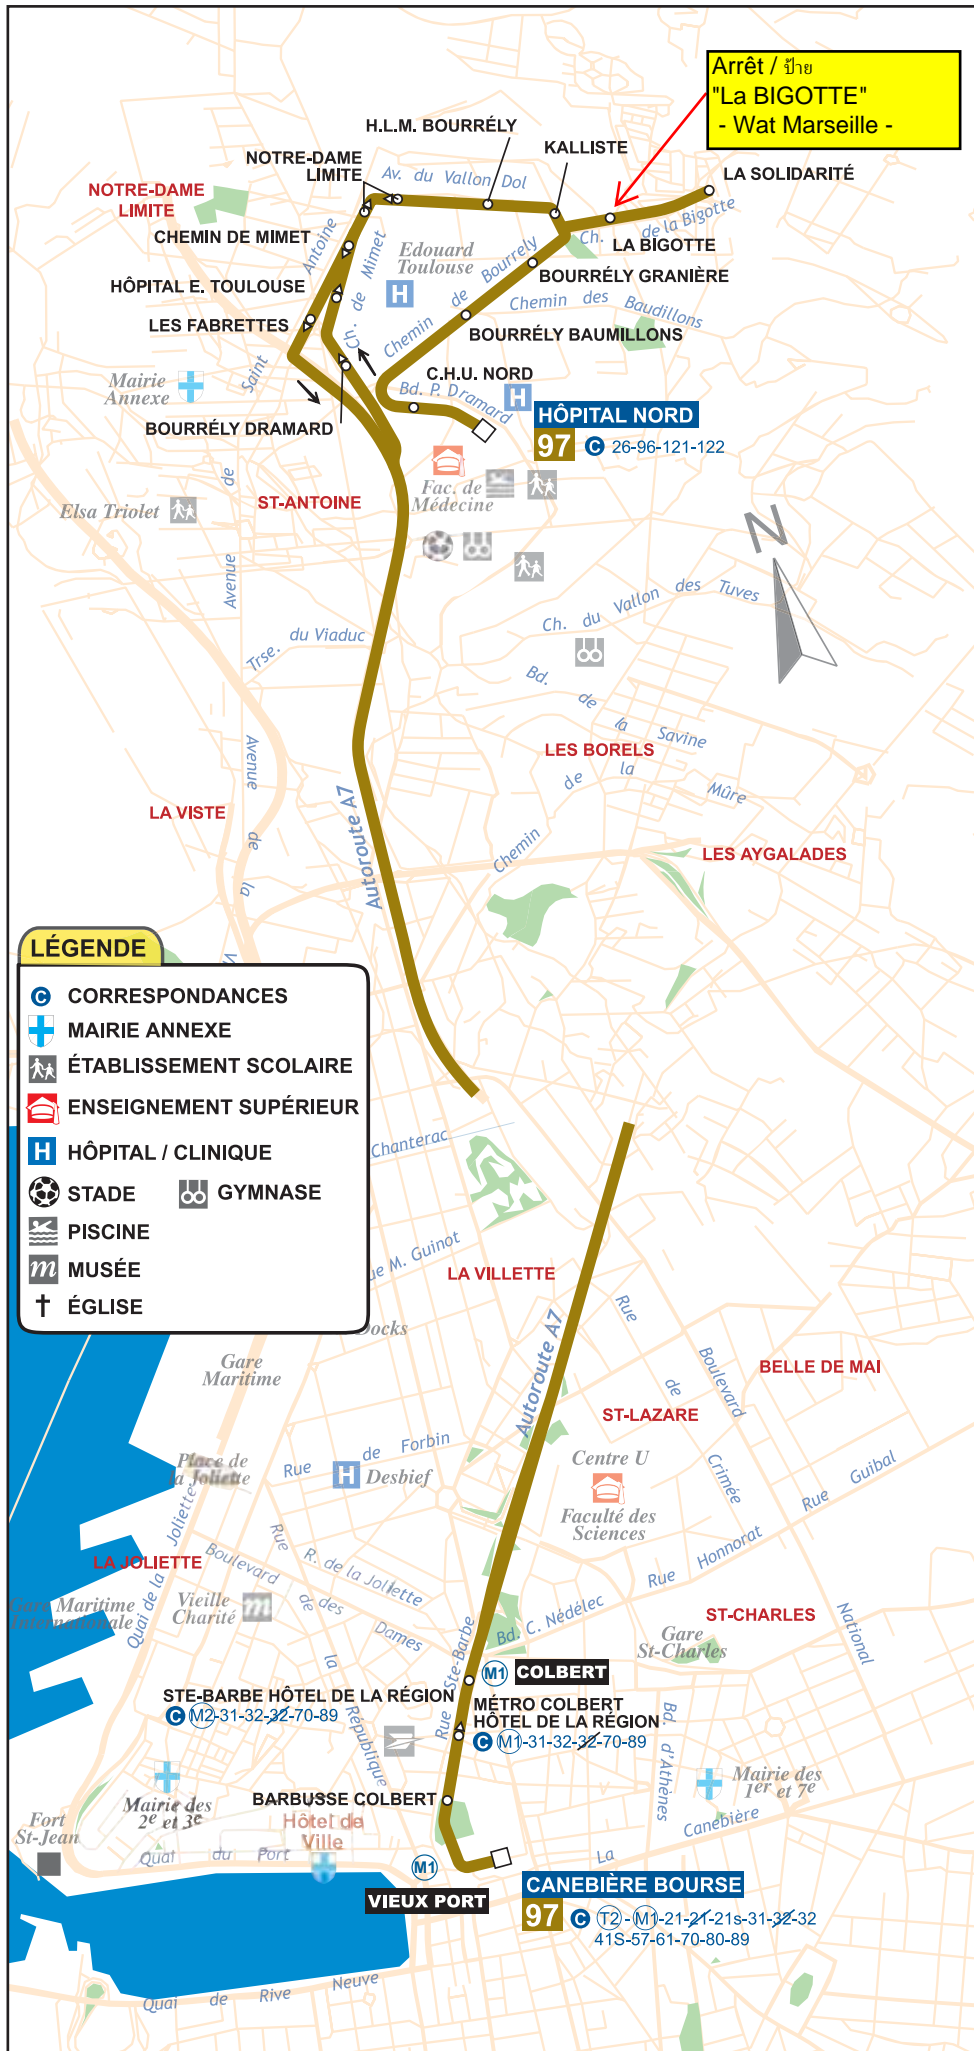 Arrêt / ป้าย
"La BIGOTTE"
- Wat Marseille -
H.L.M. BOURRÉLY
KALLISTE
NOTRE-DAME
LIMITE
Av. du Vallon Dol
LA SOLIDARITÉ
NOTRE-DAME
LIMITE
CHEMIN DE MIMET
Antoine
Ch. de Mimet
Edouard
Toulouse
H
Ch. de la Bigotte
LA BIGOTTE
BOURRÉLY GRANIÈRE
HÔPITAL E. TOULOUSE
Chemin de Bourrely
Chemin des Baudillons
LES FABRETTES
BOURRÉLY BAUMILLONS
Saint
Mairie
Annexe
C.H.U. NORD
Bd. P. Dramard
H
HÔPITAL NORD
97 C 26-96-121-122
BOURRÉLY DRAMARD
de
Fac. de
Médecine
ST-ANTOINE
Elsa Triolet
N
Avenue
Ch. du Vallon des Tuves
Trse. du Viaduc
Bd. de la Savine
LES BORELS
Avenue de la
Chemin de la Mûre
Autoroute A7
LA VISTE
LES AYGALADES
LÉGENDE
C CORRESPONDANCES
MAIRIE ANNEXE
ÉTABLISSEMENT SCOLAIRE
ENSEIGNEMENT SUPÉRIEUR
H HÔPITAL / CLINIQUE
STADE GYMNASE
PISCINE
m MUSÉE
ÉGLISE
Chanterac
ue M. Guinot
LA VILLETTE
Docks
Gare
Maritime
Autoroute A7
Rue de Crimée
Boulevard
BELLE DE MAI
ST-LAZARE
Place de
la Joliette
Rue de Forbin
H Desbief
Centre U
Faculté des
Sciences
Rue Guibal
Rue Honnorat
LA JOLIETTE
Quai de la Joliette
Boulevard des Dames
Rue de la République
R. de la Joliette
Gare Maritime
Internationale
Vieille
Charité
m
Rue Ste-Barbe
Bd. C. Nédélec
ST-CHARLES
Gare
St-Charles
National
M1 COLBERT
STE-BARBE HÔTEL DE LA RÉGION
C M2-31-32-32-70-89
MÉTRO COLBERT
HÔTEL DE LA RÉGION
C M1-31-32-32-70-89
Bd. d'Athènes
Mairie des
1er et 7e
BARBUSSE COLBERT
Mairie des
2e et 3e
Hôtel de
Ville
Fort
St-Jean
Quai du Port
La Canebière
M1
VIEUX PORT
CANEBIÈRE BOURSE
97 C T2-M1-21-21-21s-31-32-32
41S-57-61-70-80-89
Quai de Rive Neuve